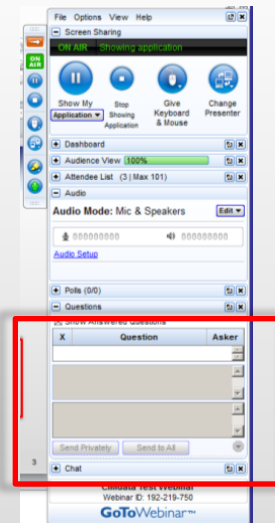 File Options View Help
Screen Sharing
ON AIR Showing application
ON AIR
Show My Application
Stop Showing Application
Give Keyboard & Mouse
Change Presenter
Dashboard
Audience View 100%
Attendee List (3 | Max 101)
Audio
Audio Mode: Mic & Speakers Edit
Audio Setup
Polls (0/0)
Questions
Show Answered Questions
X Question Asker
Send Privately Send to All
3
Chat
Test Webinar
Webinar ID: 192-219-750
GoToWebinar™